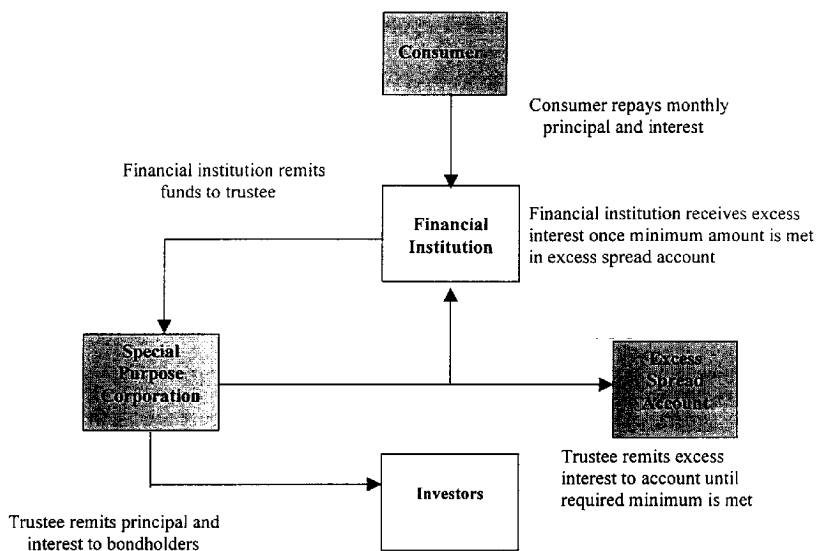 Consumer
Consumer repays monthly
principal and interest
Financial institution remits
funds to trustee
Financial
Institution
Financial institution receives excess
interest once minimum amount is met
in excess spread account
Special
Purpose
Corporation
Excess
Spread
Account
Trustee remits excess
interest to account until
required minimum is met
Investors
Trustee remits principal and
interest to bondholders